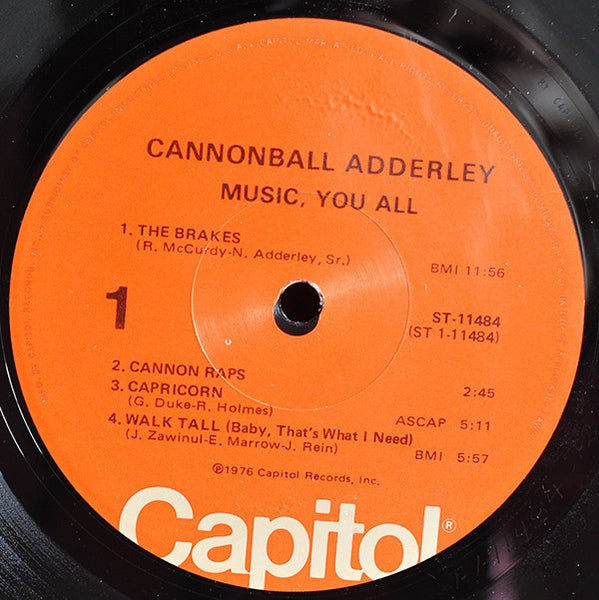 CANNONBALL ADDERLEY
MUSIC, YOU ALL
1. THE BRAKES
(R. McCurdy-N. Adderley, Sr.)
BMI 11:56
1
ST-11484
(ST 1-11484)
2. CANNON RAPS
2:45
3. CAPRICORN
(G. Duke-R. Holmes)
ASCAP 5:11
4. WALK TALL (Baby, That's What I Need)
(J. Zawinul-E. Marrow-J. Rein)
BMI 5:57
℗1976 Capitol Records, Inc.
Capitol®